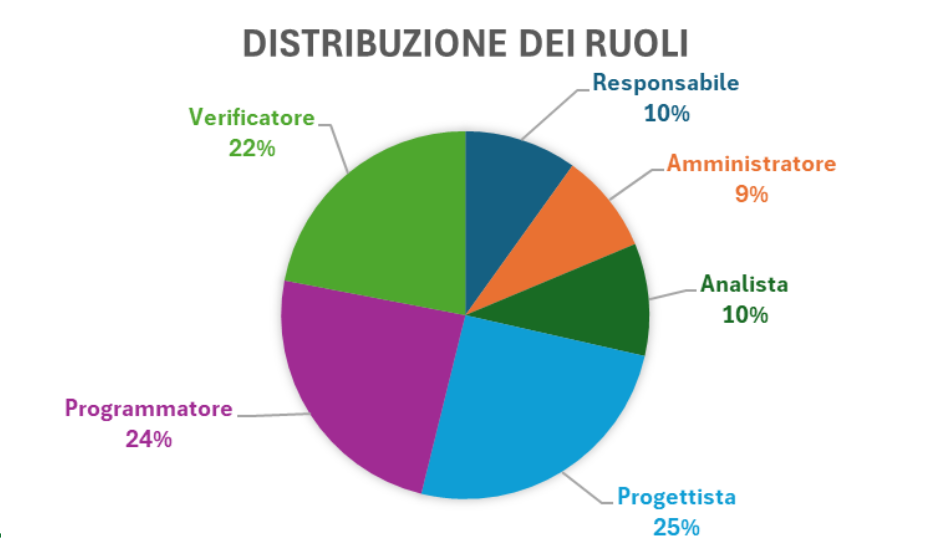 DISTRIBUZIONE DEI RUOLI
Responsabile
10%
Verificatore
22%
Amministratore
9%
Analista
10%
Programmatore
24%
Progettista
25%